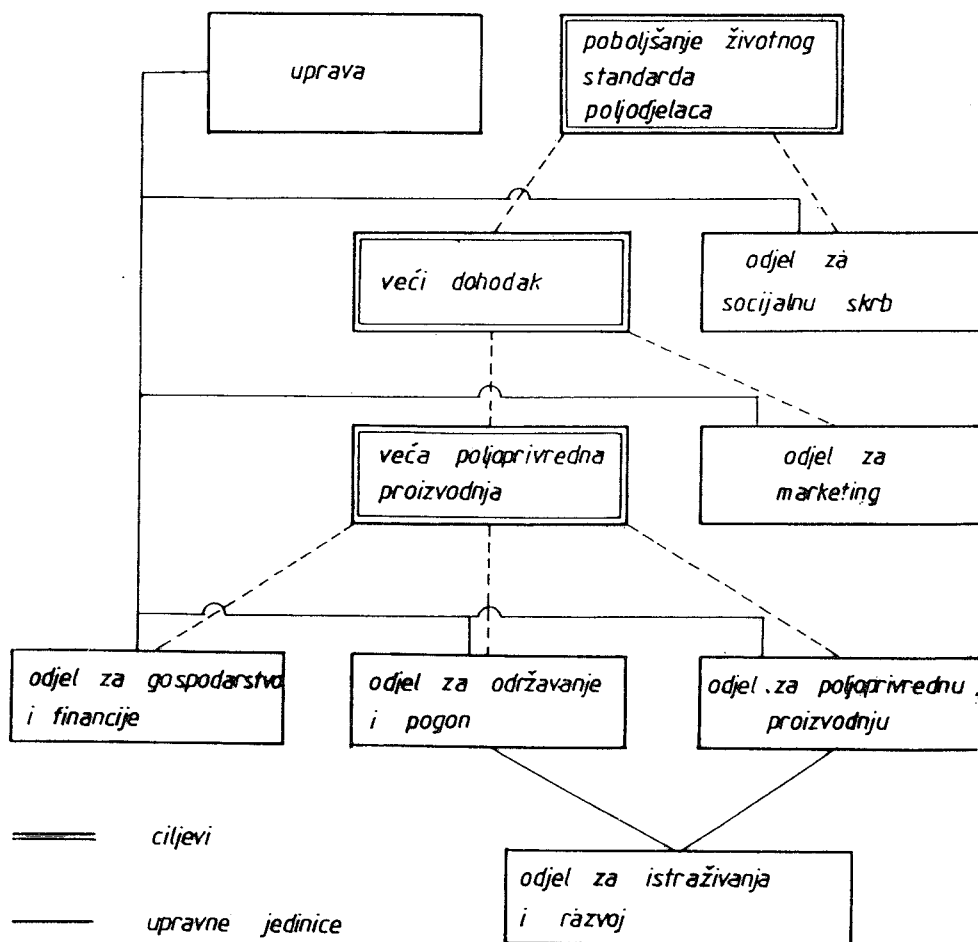 uprava
poboljšanje životnog
standarda
poljodjelaca
veći dohodak
odjel za
socijalnu skrb
veća poljoprivredna
proizvodnja
odjel za
marketing
odjel za gospodarstvo
i financije
odjel za održavanje
i pogon
odjel za poljoprivrednu
proizvodnju
ciljevi
odjel za istraživanja
i razvoj
upravne jedinice